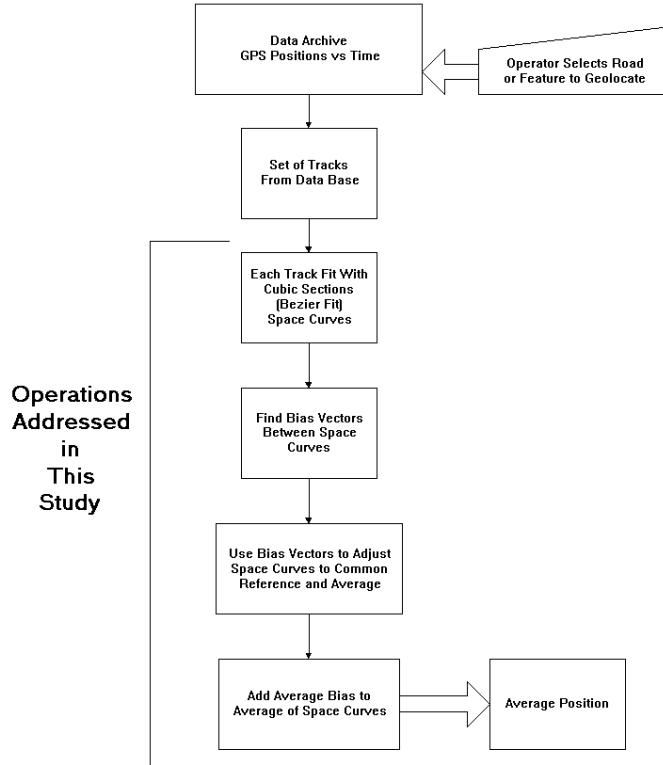 Data Archive
GPS Positions vs Time
Operator Selects Road
or Feature to Geolocate
Set of Tracks
From Data Base
Each Track Fit With
Cubic Sections
(Bezier Fit)
Space Curves
Operations
Addressed
in
This
Study
Find Bias Vectors
Between Space
Curves
Use Bias Vectors to Adjust
Space Curves to Common
Reference and Average
Add Average Bias to
Average of Space Curves
Average Position